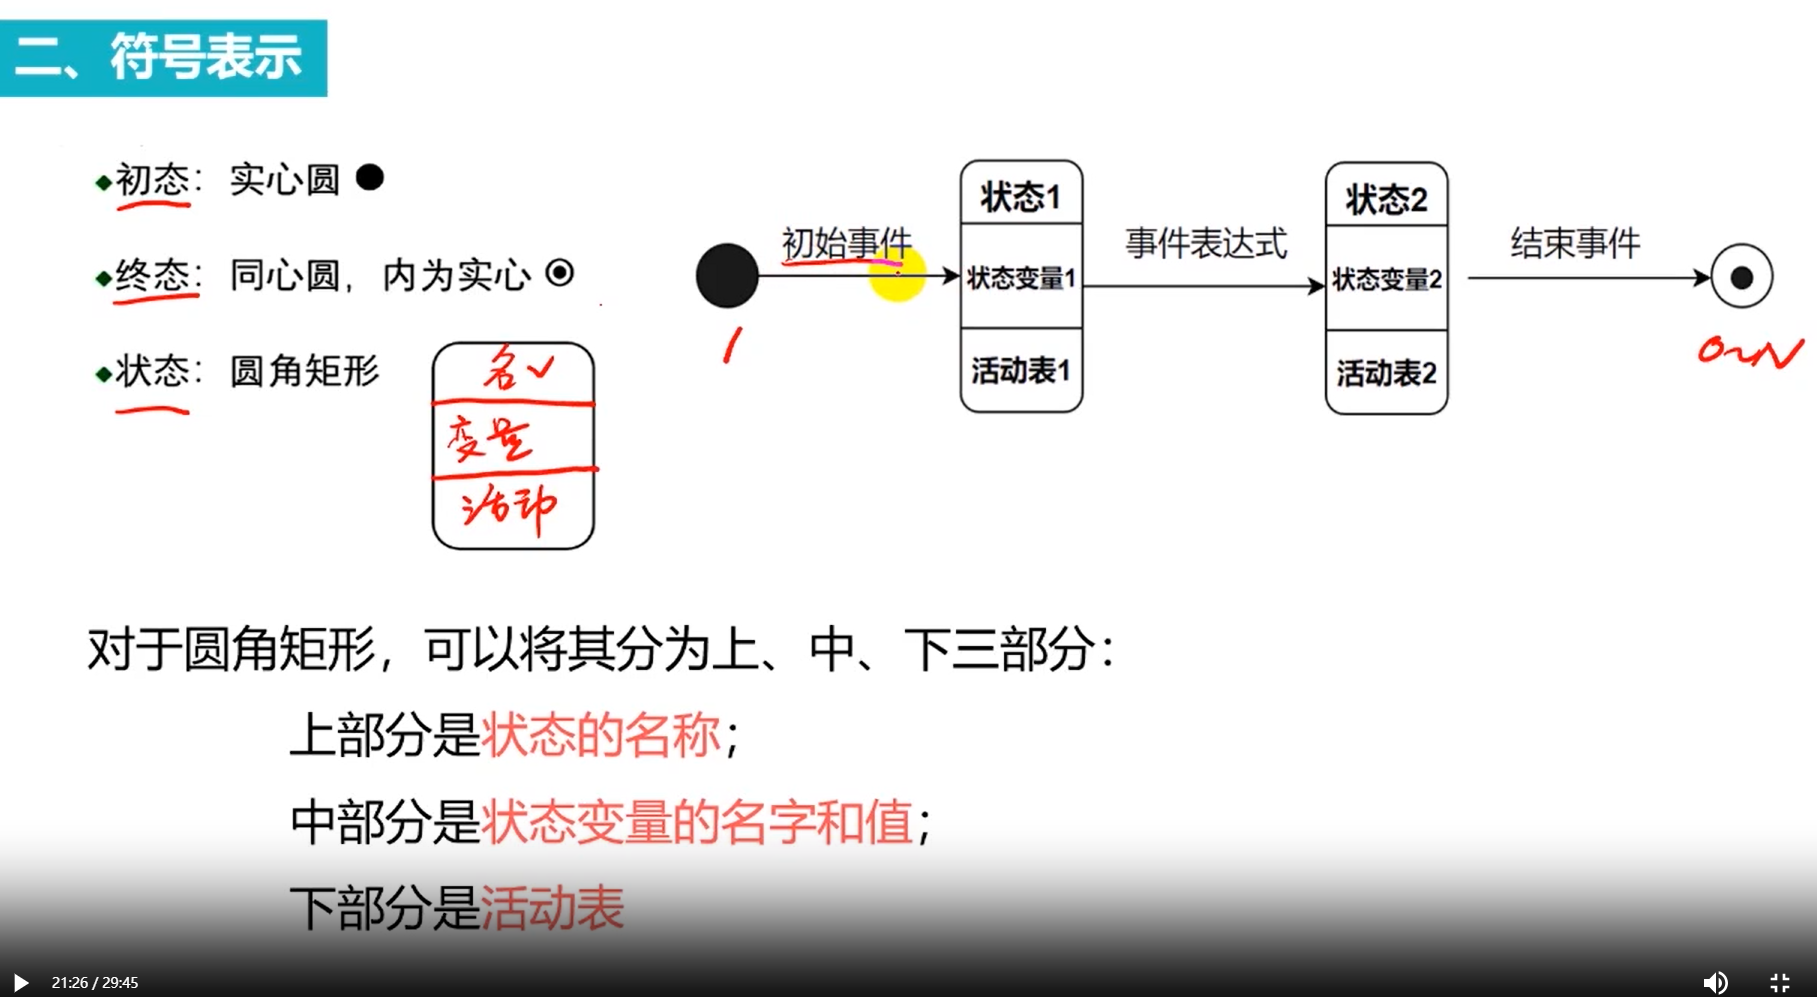 二、符号表示
◆初态：实心圆
◆终态：同心圆，内为实心
◆状态：圆角矩形
名✓
变量
活动
初始事件
1
状态1
状态变量1
活动表1
事件表达式
状态2
状态变量2
活动表2
结束事件
0~N
对于圆角矩形，可以将其分为上、中、下三部分：
上部分是状态的名称；
中部分是状态变量的名字和值；
下部分是活动表
21:26 / 29:45